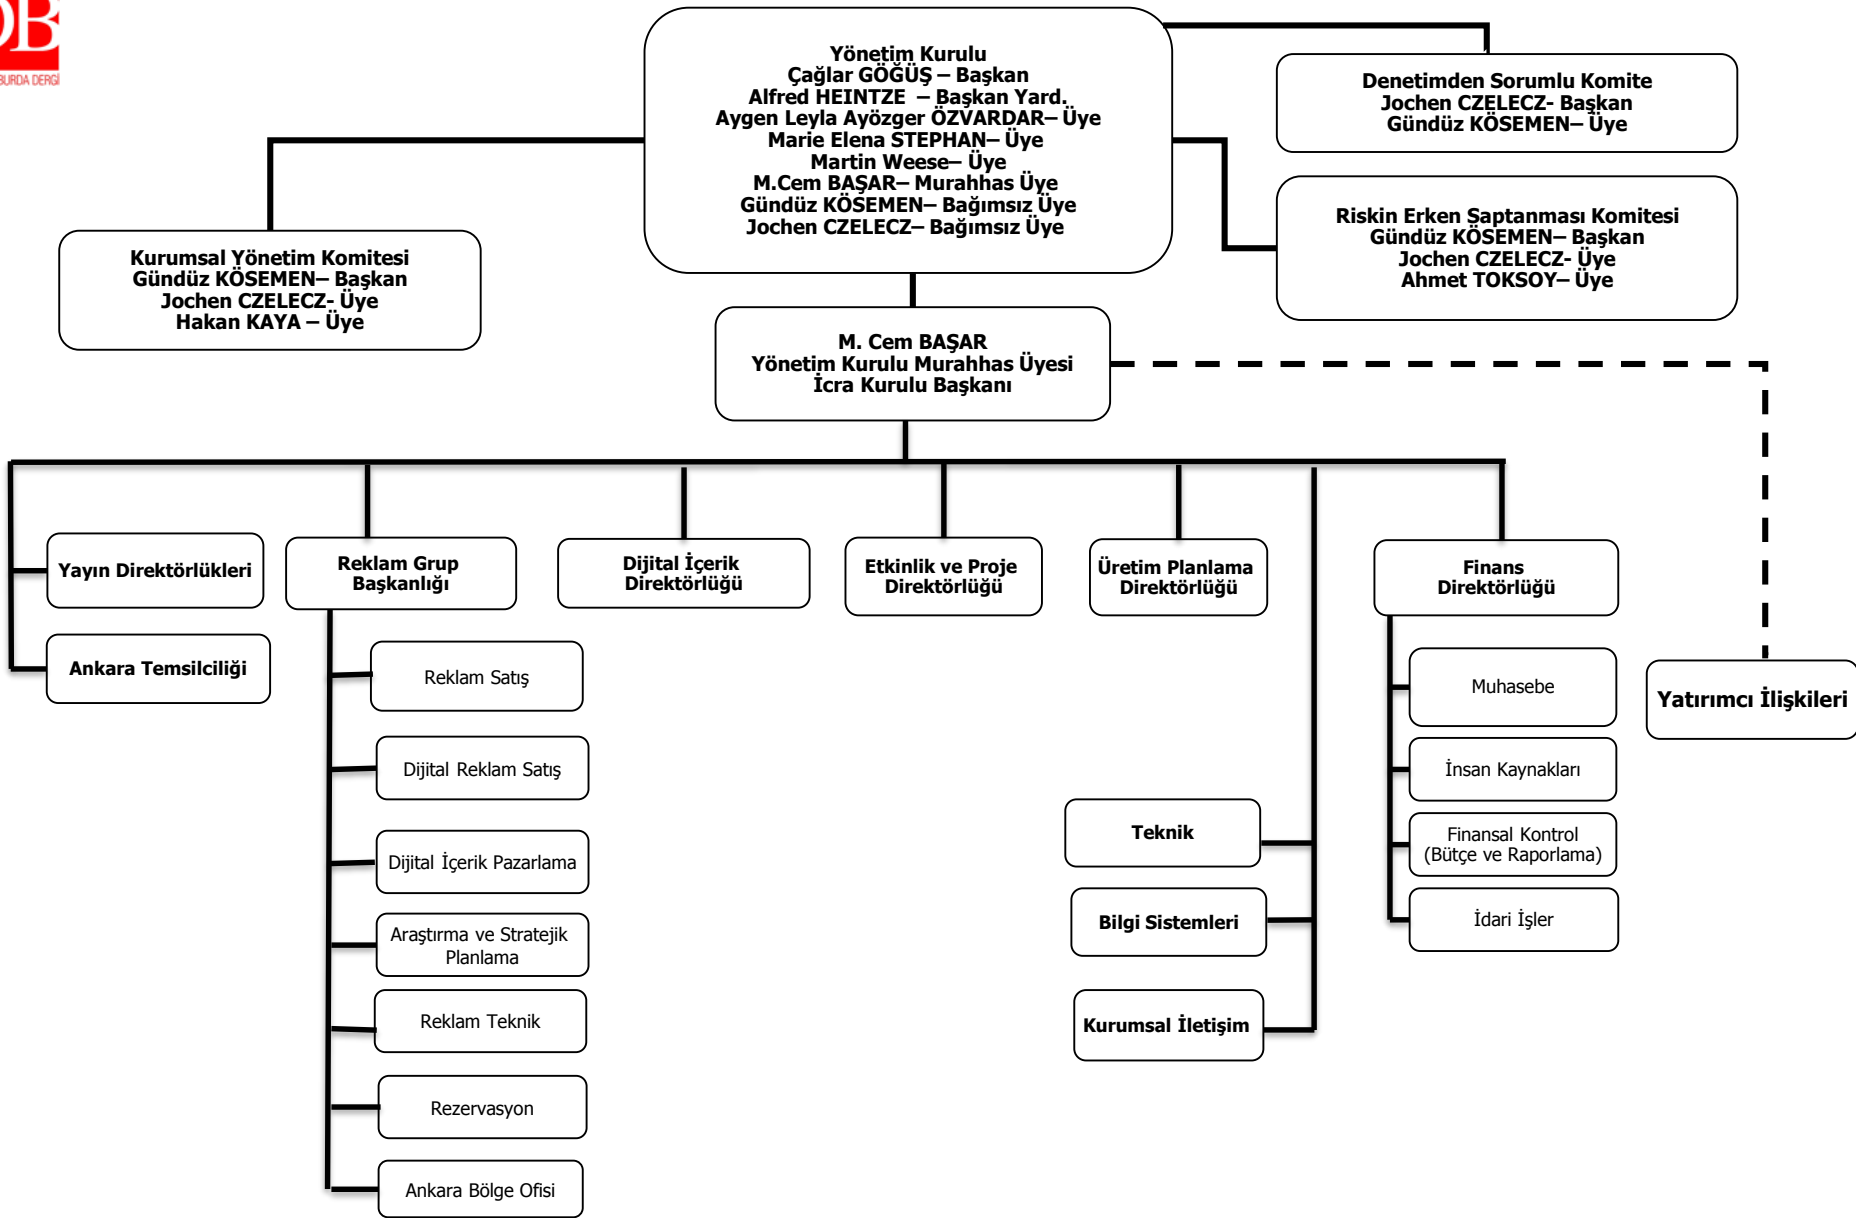 DB
BURDA DERGİ
Yönetim Kurulu
Çağlar GÖĞÜŞ – Başkan
Alfred HEINTZE – Başkan Yard.
Aygen Leyla Ayözger ÖZVARDAR– Üye
Marie Elena STEPHAN– Üye
Martin Weese– Üye
M.Cem BAŞAR– Murahhas Üye
Gündüz KÖSEMEN– Bağımsız Üye
Jochen CZELECZ– Bağımsız Üye
Denetimden Sorumlu Komite
Jochen CZELECZ- Başkan
Gündüz KÖSEMEN– Üye
Riskin Erken Saptanması Komitesi
Gündüz KÖSEMEN– Başkan
Jochen CZELECZ- Üye
Ahmet TOKSOY– Üye
Kurumsal Yönetim Komitesi
Gündüz KÖSEMEN– Başkan
Jochen CZELECZ- Üye
Hakan KAYA – Üye
M. Cem BAŞAR
Yönetim Kurulu Murahhas Üyesi
İcra Kurulu Başkanı
Yayın Direktörlükleri
Ankara Temsilciliği
Reklam Grup
Başkanlığı
Reklam Satış
Dijital Reklam Satış
Dijital İçerik Pazarlama
Araştırma ve Stratejik
Planlama
Reklam Teknik
Rezervasyon
Ankara Bölge Ofisi
Dijital İçerik
Direktörlüğü
Etkinlik ve Proje
Direktörlüğü
Üretim Planlama
Direktörlüğü
Teknik
Bilgi Sistemleri
Kurumsal İletişim
Finans
Direktörlüğü
Muhasebe
İnsan Kaynakları
Finansal Kontrol
(Bütçe ve Raporlama)
İdari İşler
Yatırımcı İlişkileri